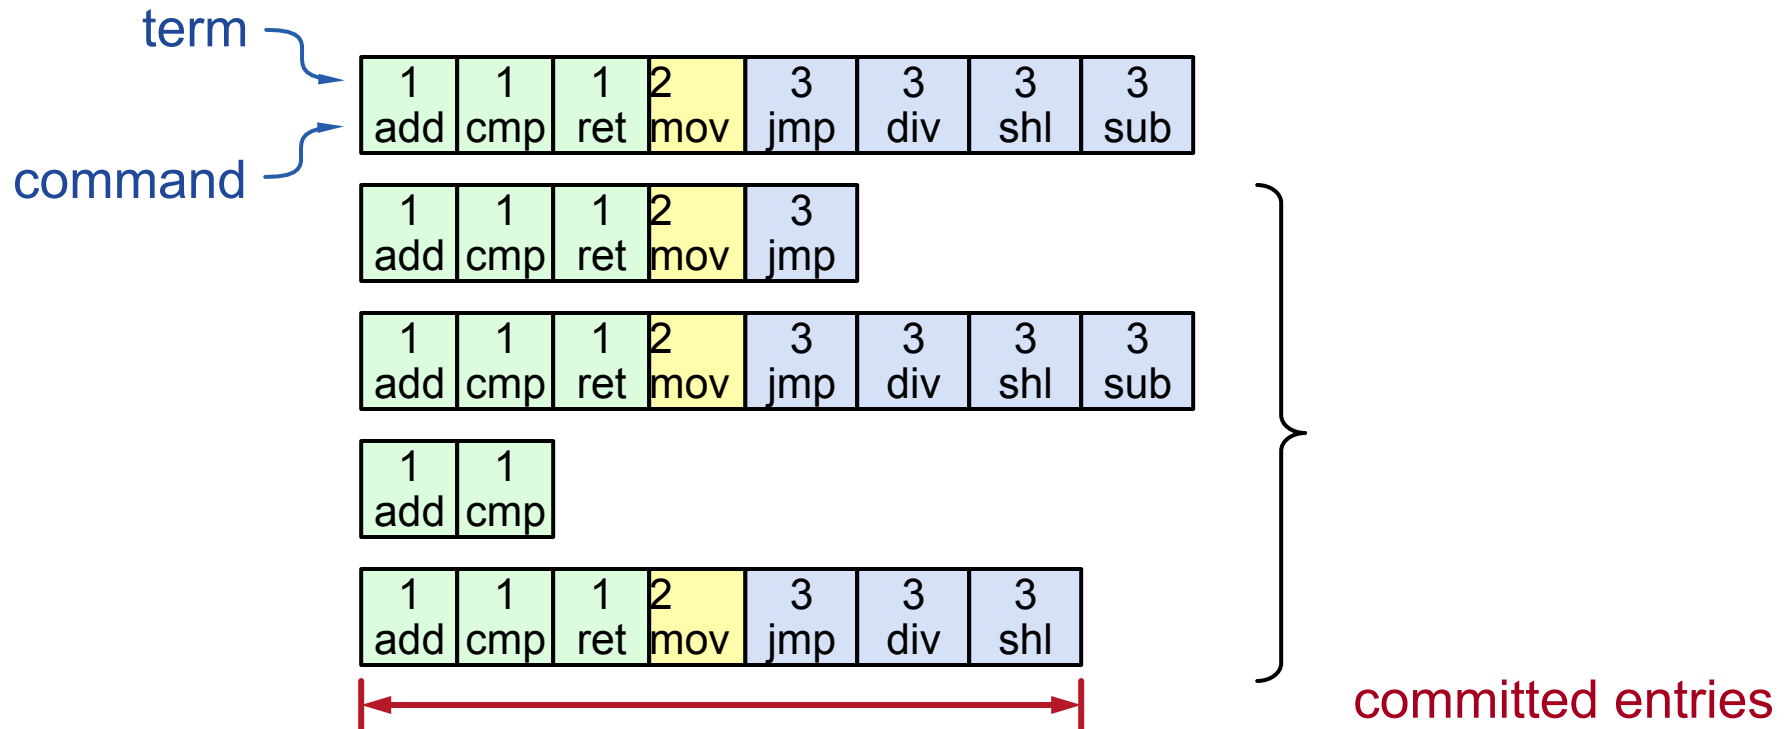 term
1 1 1 2 3 3 3 3
add cmp ret mov jmp div shl sub
command
1 1 1 2 3
add cmp ret mov jmp
1 1 1 2 3 3 3 3
add cmp ret mov jmp div shl sub
1 1
add cmp
1 1 1 2 3 3 3
add cmp ret mov jmp div shl
committed entries